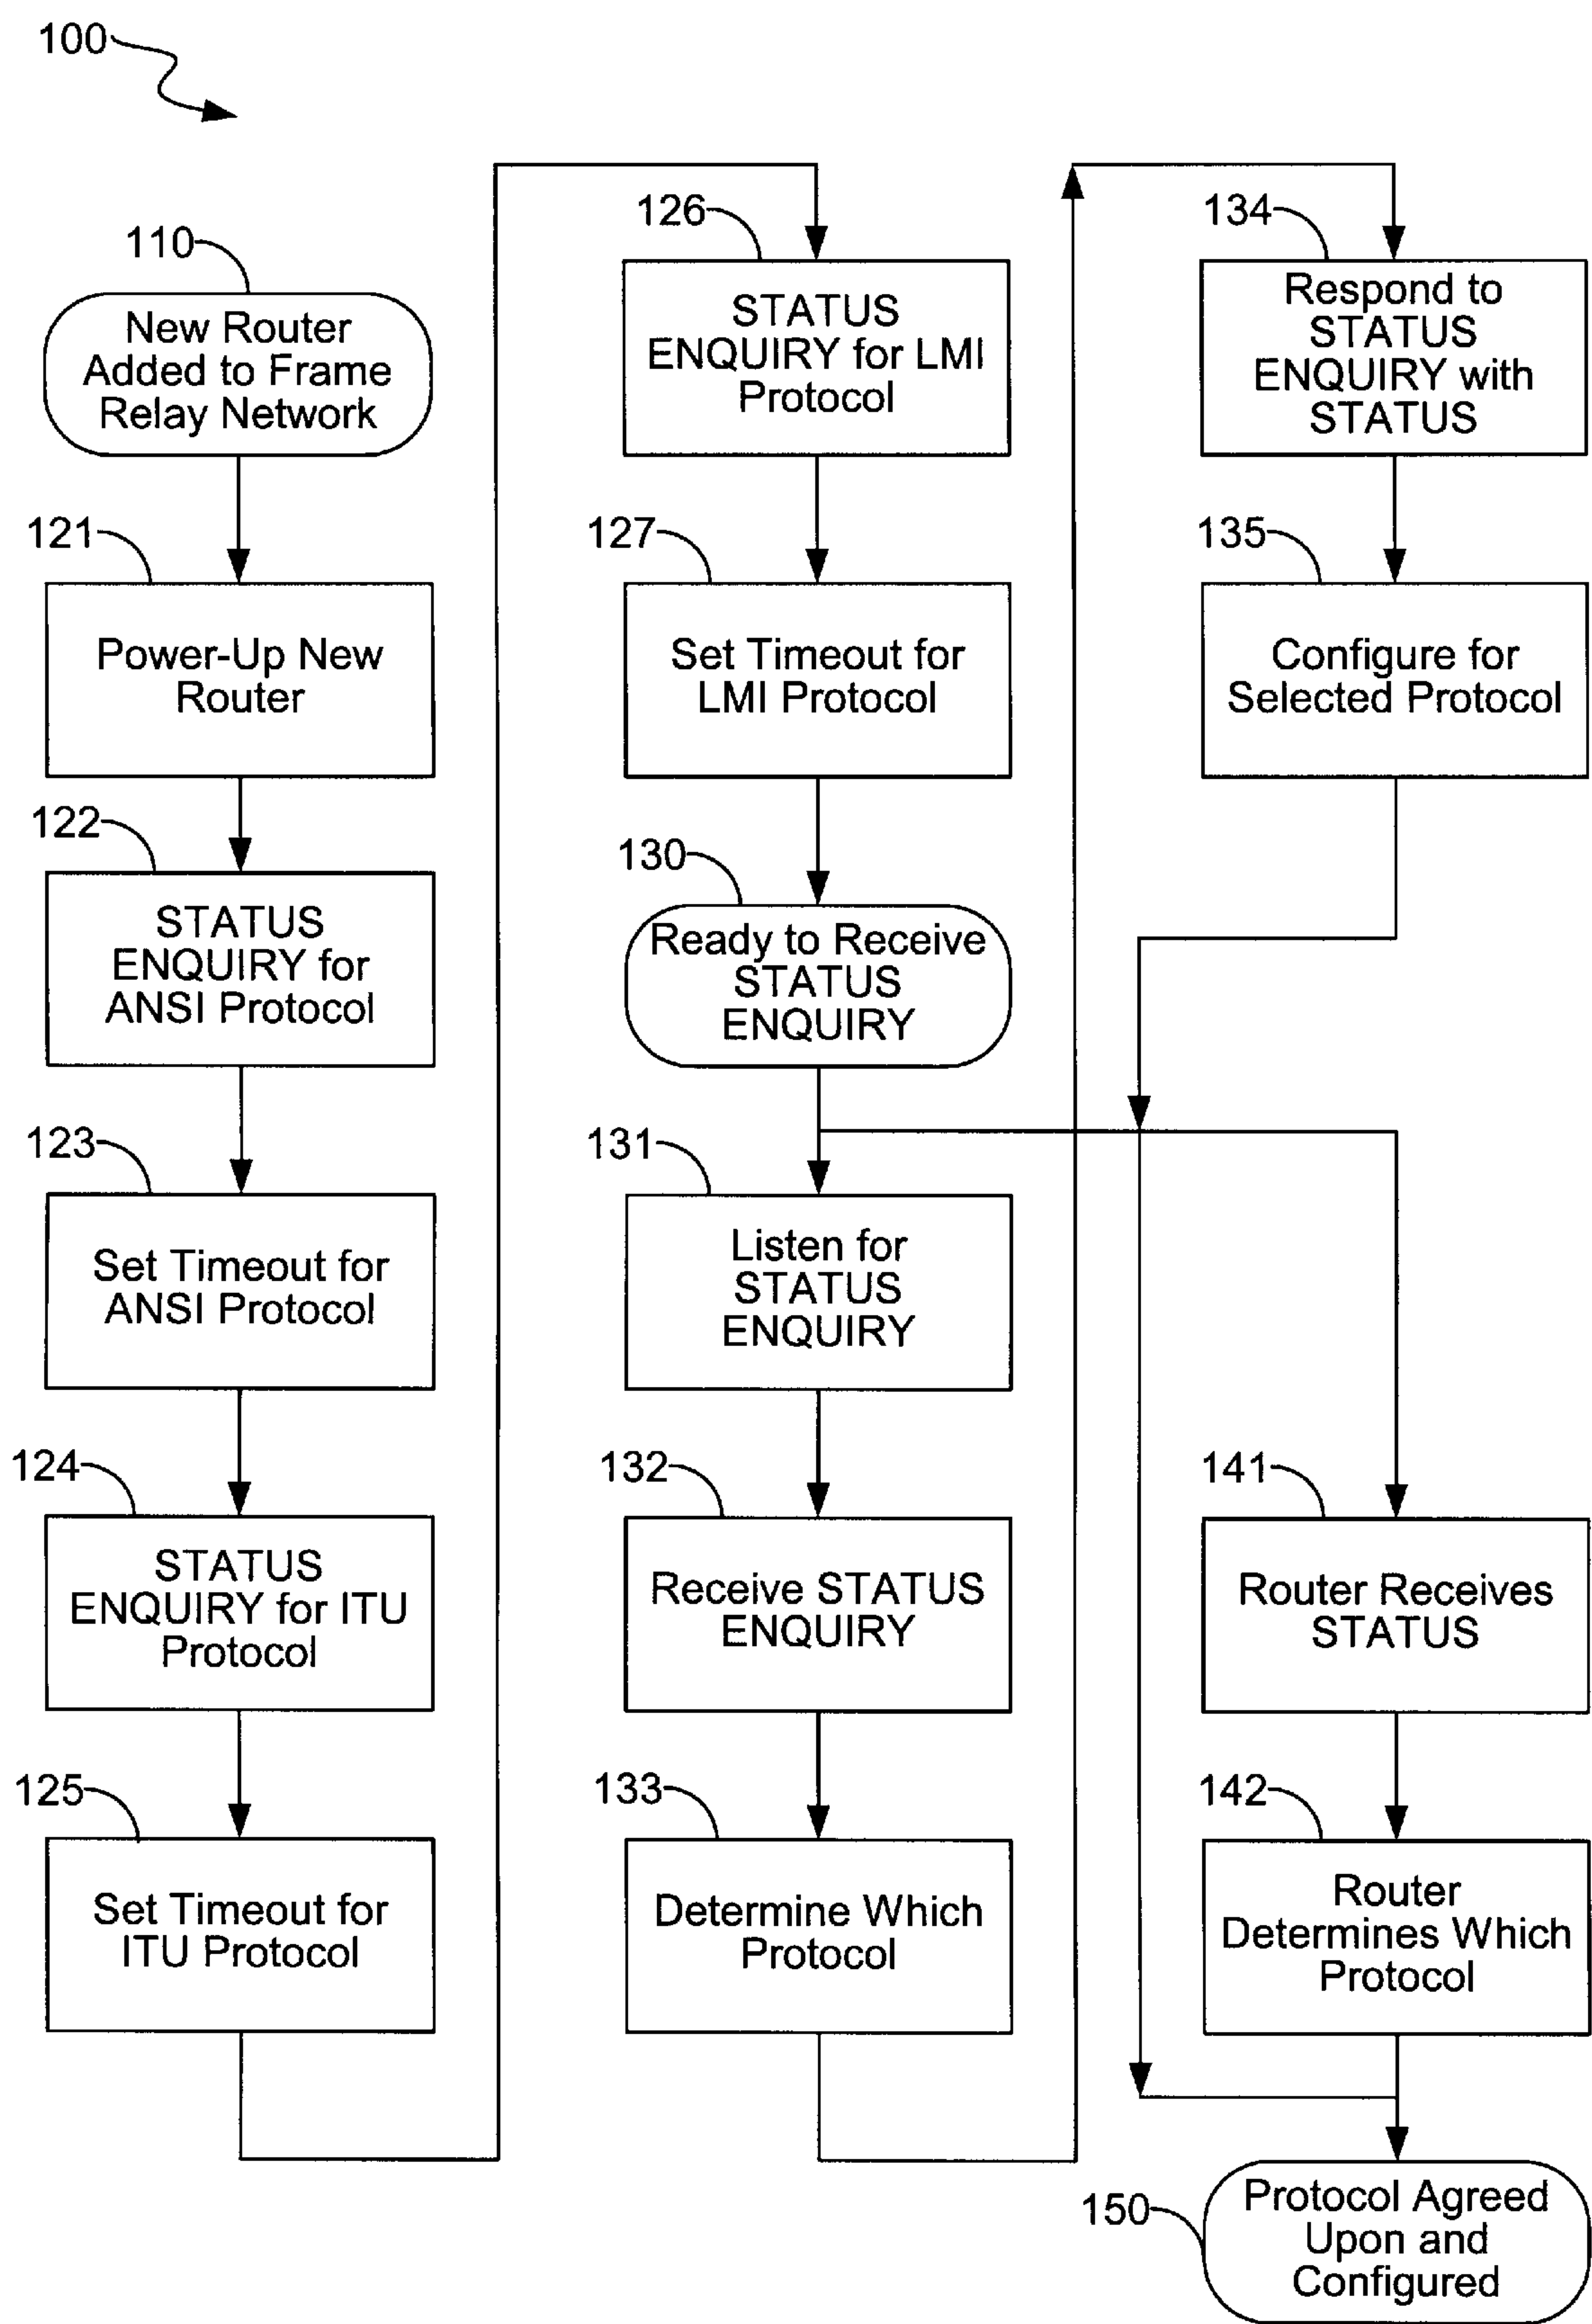 100
110
New Router
Added to Frame
Relay Network
121
Power-Up New
Router
122
STATUS
ENQUIRY for
ANSI Protocol
123
Set Timeout for
ANSI Protocol
124
STATUS
ENQUIRY for ITU
Protocol
125
Set Timeout for
ITU Protocol
126
STATUS
ENQUIRY for LMI
Protocol
127
Set Timeout for
LMI Protocol
130
Ready to Receive
STATUS
ENQUIRY
131
Listen for
STATUS
ENQUIRY
132
Receive STATUS
ENQUIRY
133
Determine Which
Protocol
134
Respond to
STATUS
ENQUIRY with
STATUS
135
Configure for
Selected Protocol
141
Router Receives
STATUS
142
Router
Determines Which
Protocol
150
Protocol Agreed
Upon and
Configured